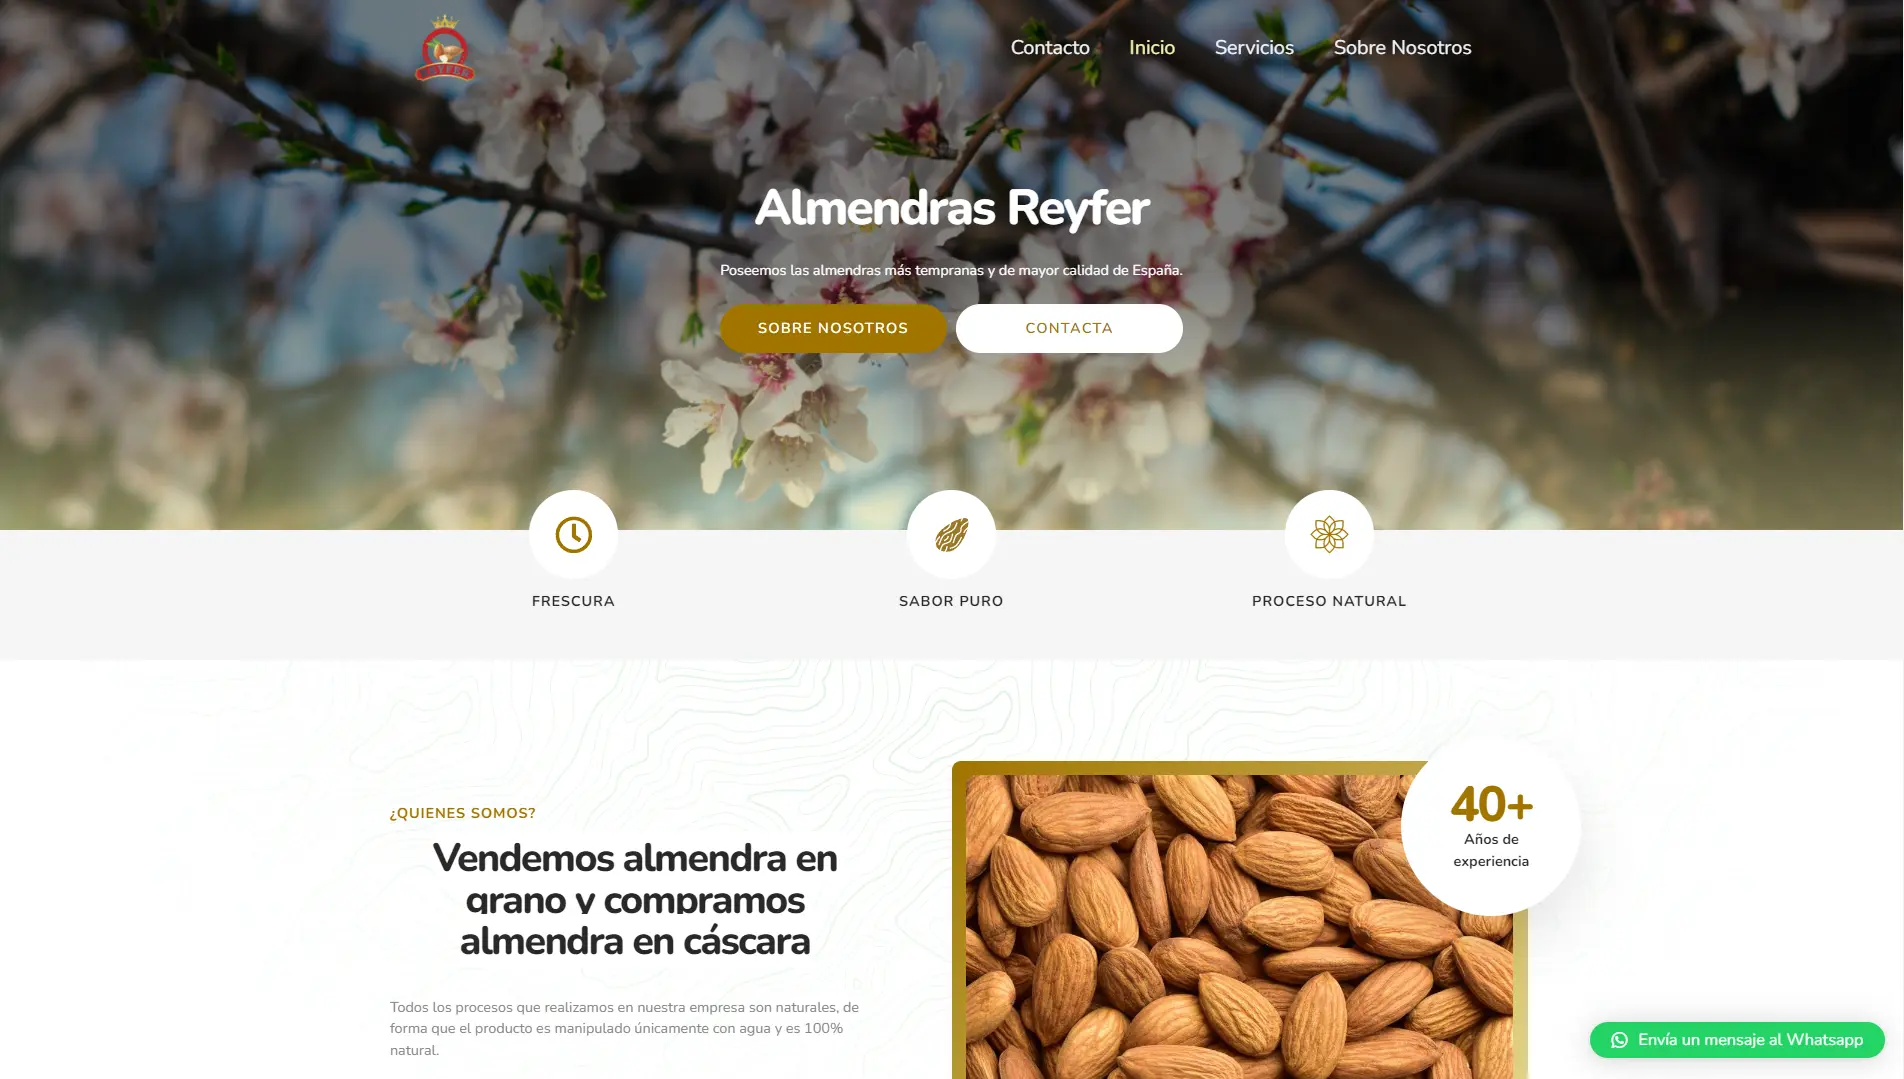 REYFER
Contacto
Inicio
Servicios
Sobre Nosotros
Almendras Reyfer
Poseemos las almendras más tempranas y de mayor calidad de España.
SOBRE NOSOTROS
CONTACTA
FRESCURA
SABOR PURO
PROCESO NATURAL
¿QUIENES SOMOS?
Vendemos almendra en
grano y compramos
almendra en cáscara
40+
Años de
experiencia
Todos los procesos que realizamos en nuestra empresa son naturales, de
forma que el producto es manipulado únicamente con agua y es 100%
natural.
Envía un mensaje al Whatsapp